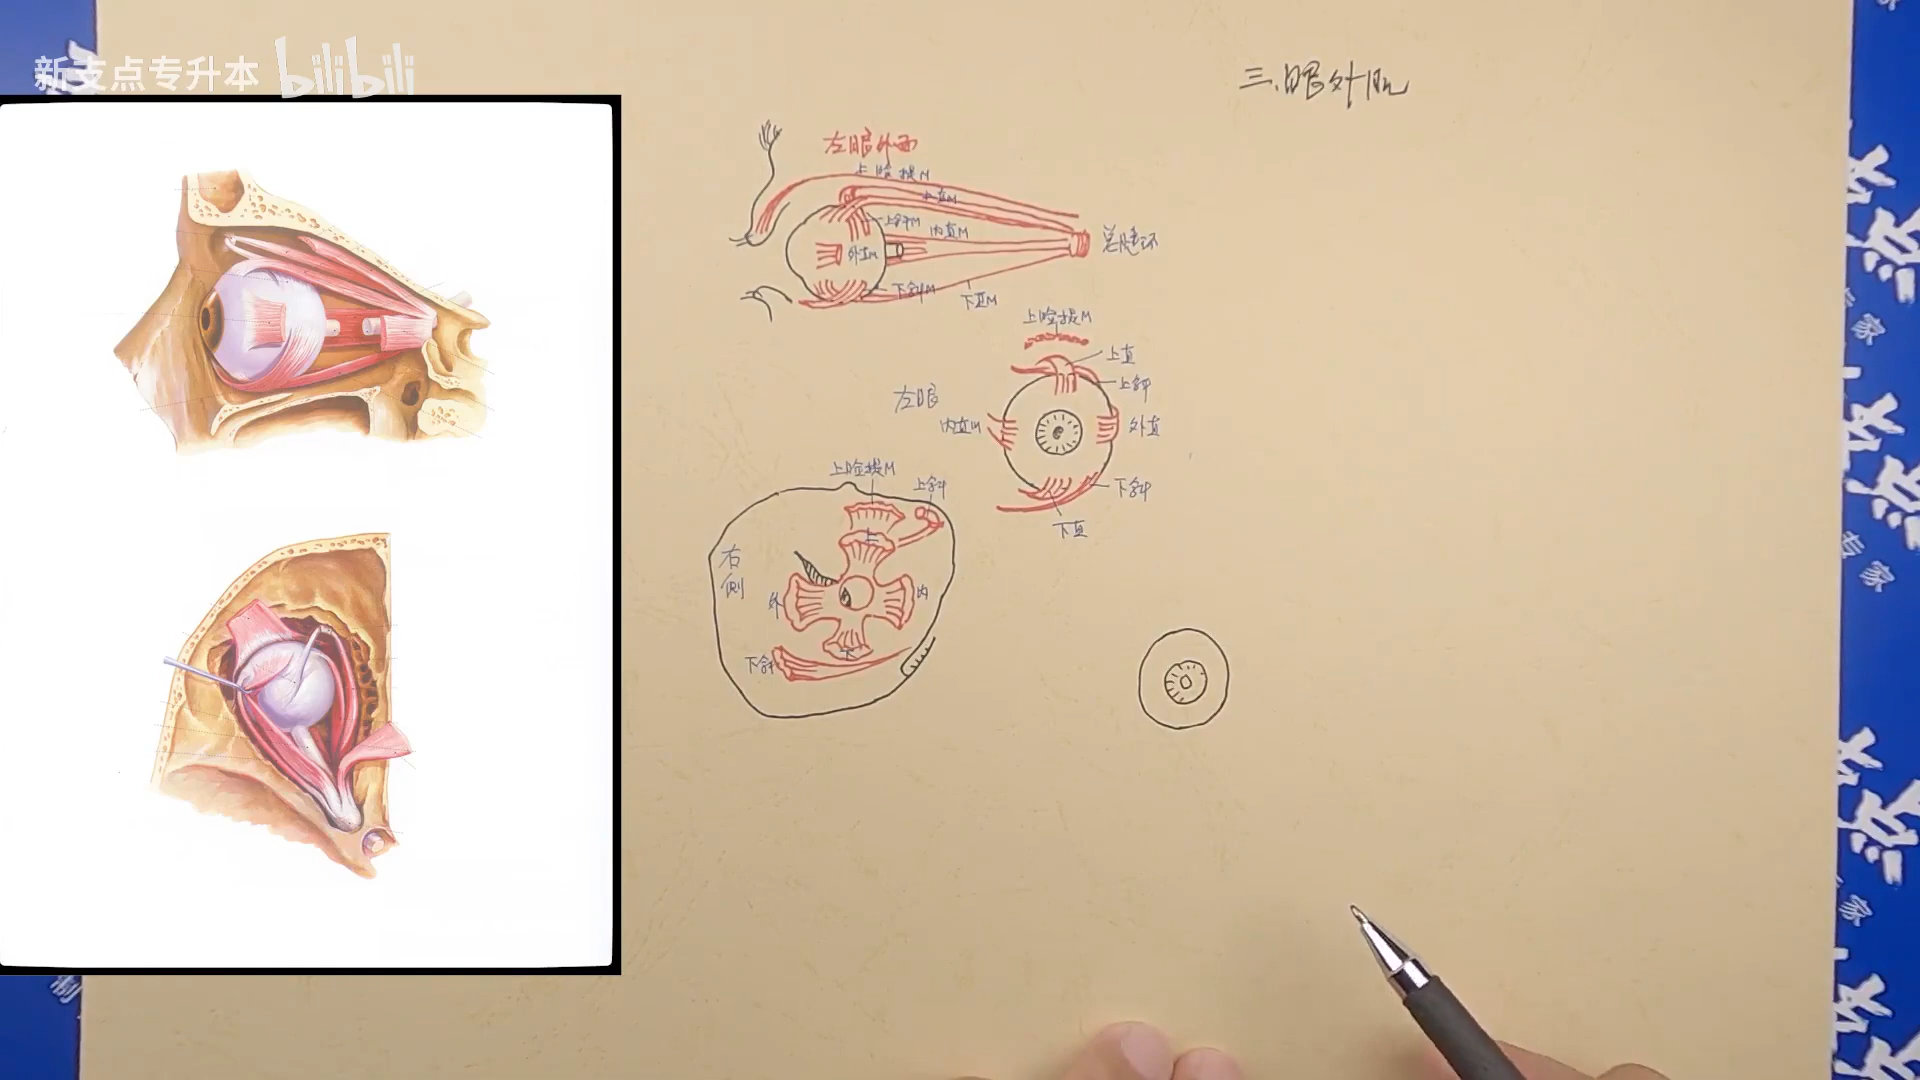 新支点专升本 bilibili
三.眼外肌
左眼外面
上睑提M
上直M
上斜M
内直M
外直M
总腱环
下斜M
下直M
上睑提M
上直
上斜
左眼
内直M
外直
下斜
下直
上睑提M
上斜
右侧
上
外
内
下
下斜